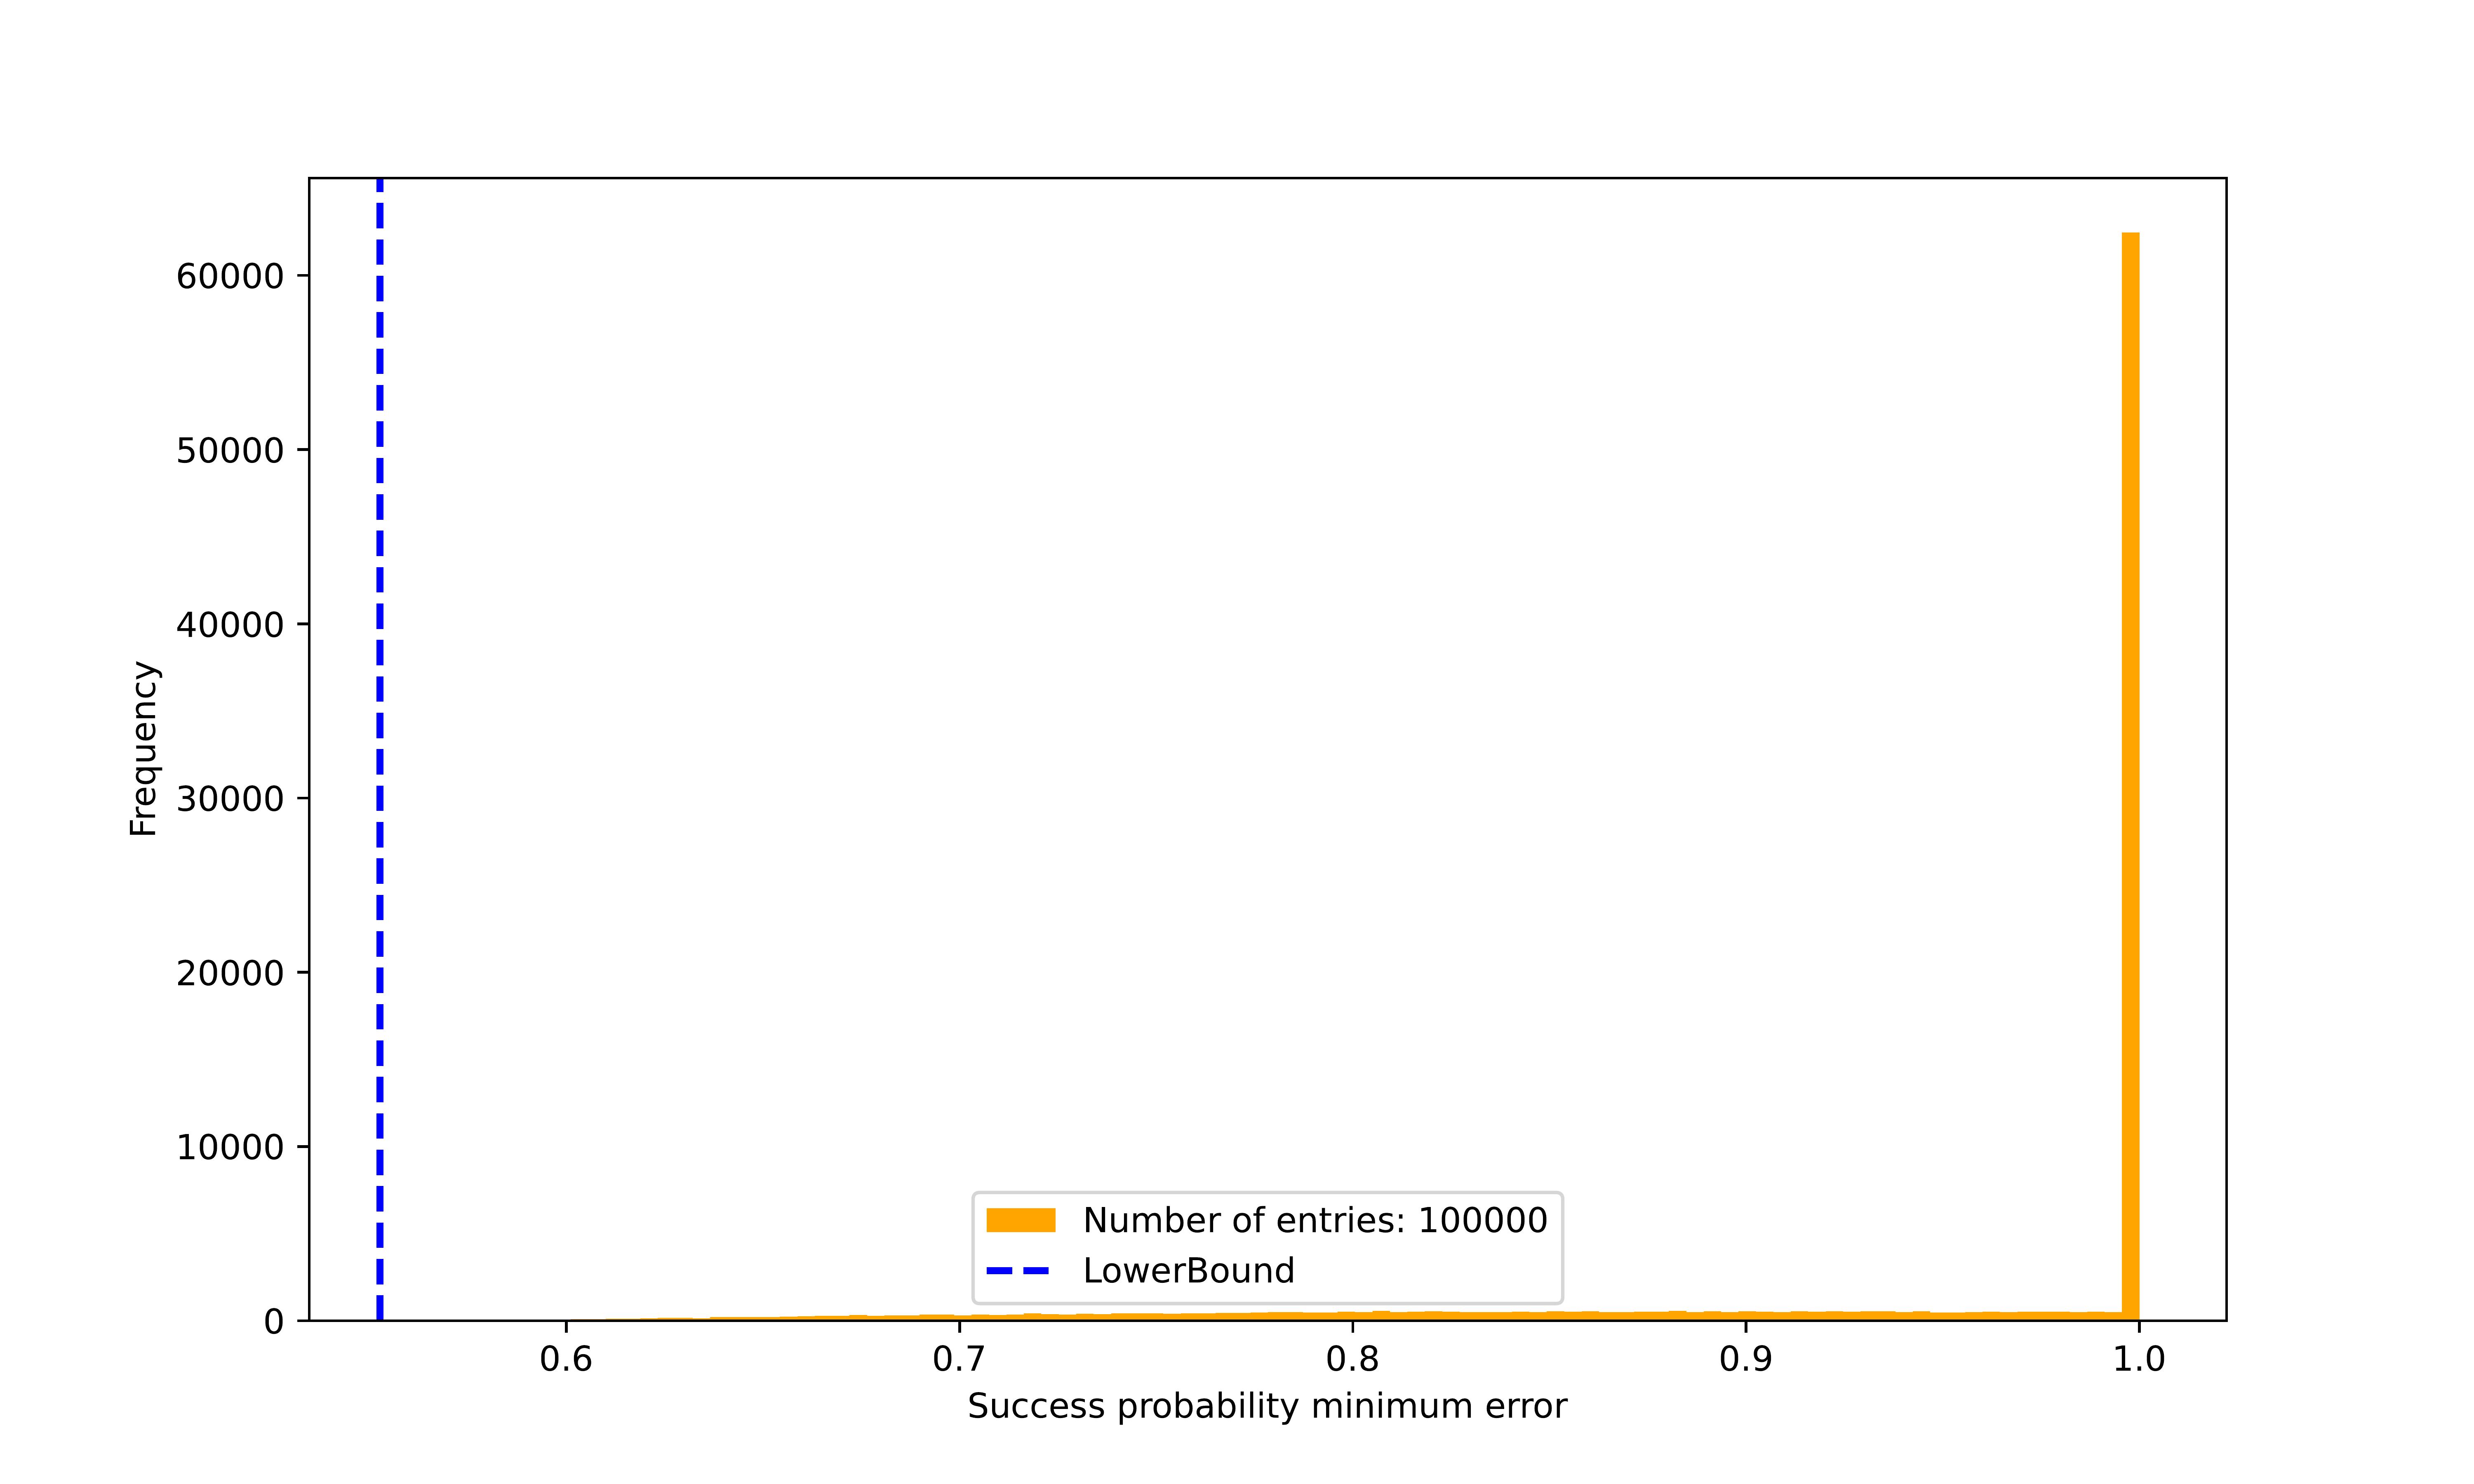 60000
50000
40000
30000
20000
10000
0
Frequency
Number of entries: 100000
LowerBound
0.6 0.7 0.8 0.9 1.0
Success probability minimum error